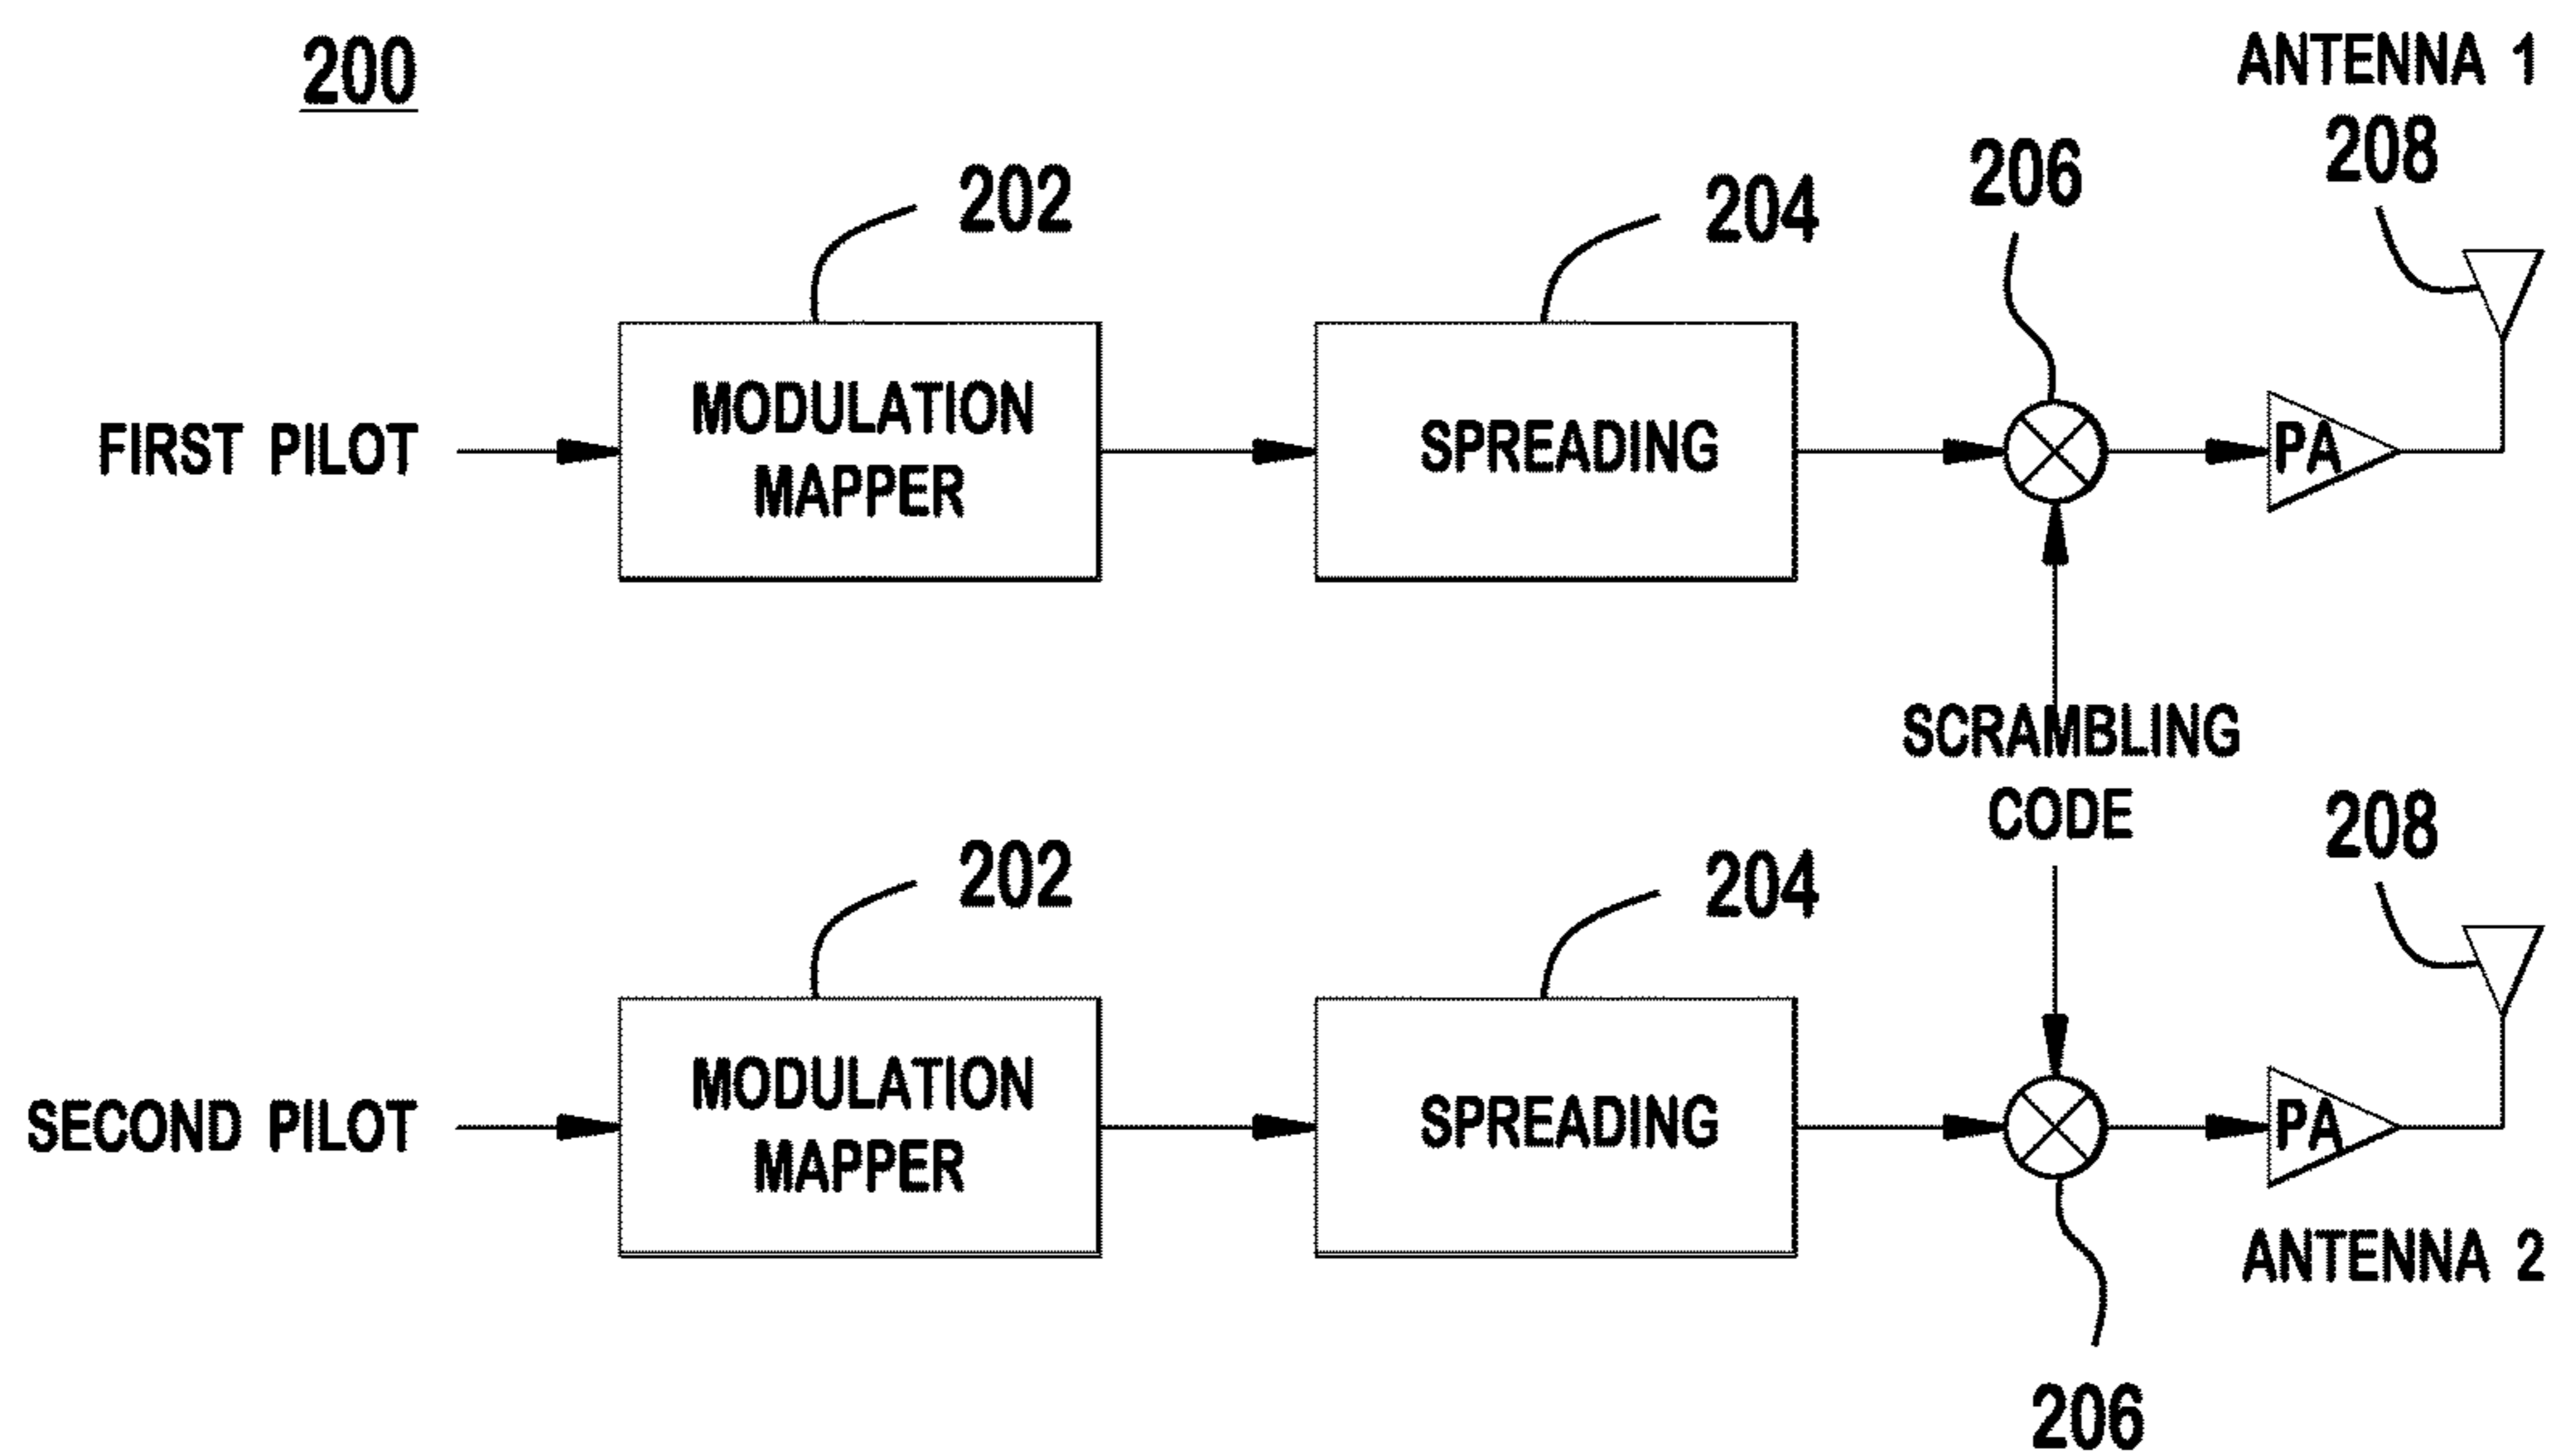 200
ANTENNA 1
208
202
204
206
FIRST PILOT
MODULATION
MAPPER
SPREADING
PA
SCRAMBLING
CODE
208
202
204
SECOND PILOT
MODULATION
MAPPER
SPREADING
PA
ANTENNA 2
206